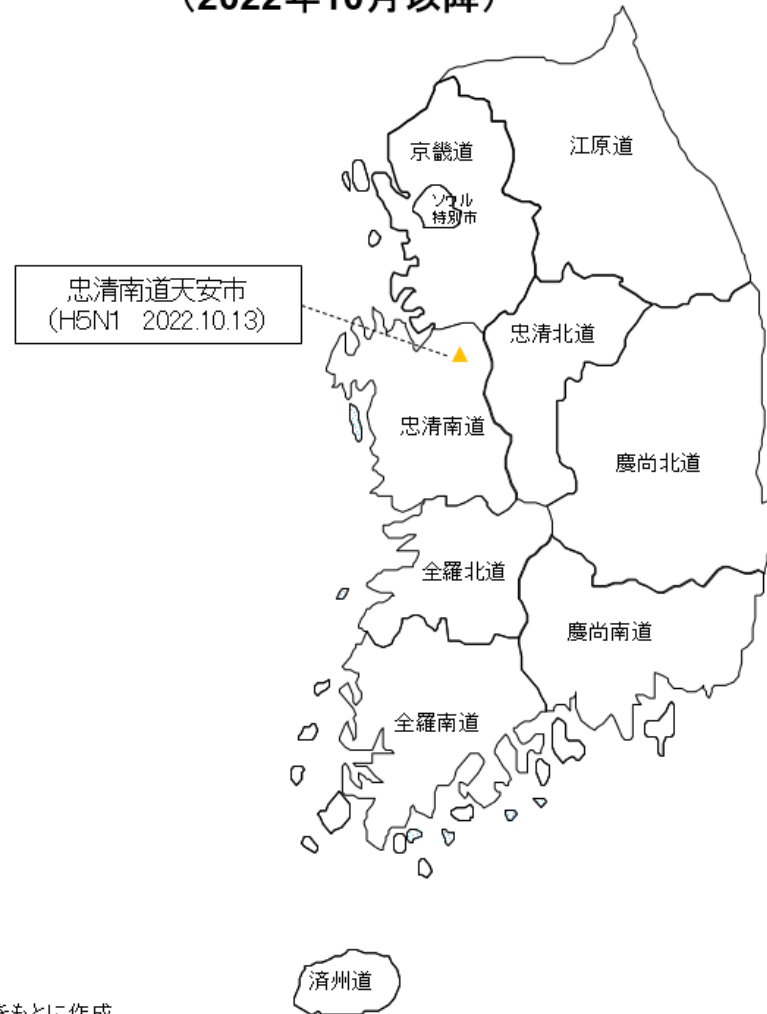 （2022年10月以降）
京畿道
江原道
ソウル
特別市
忠清南道天安市
（H5N1　2022.10.13）
忠清北道
忠清南道
慶尚北道
全羅北道
慶尚南道
全羅南道
済州道
をもとに作成